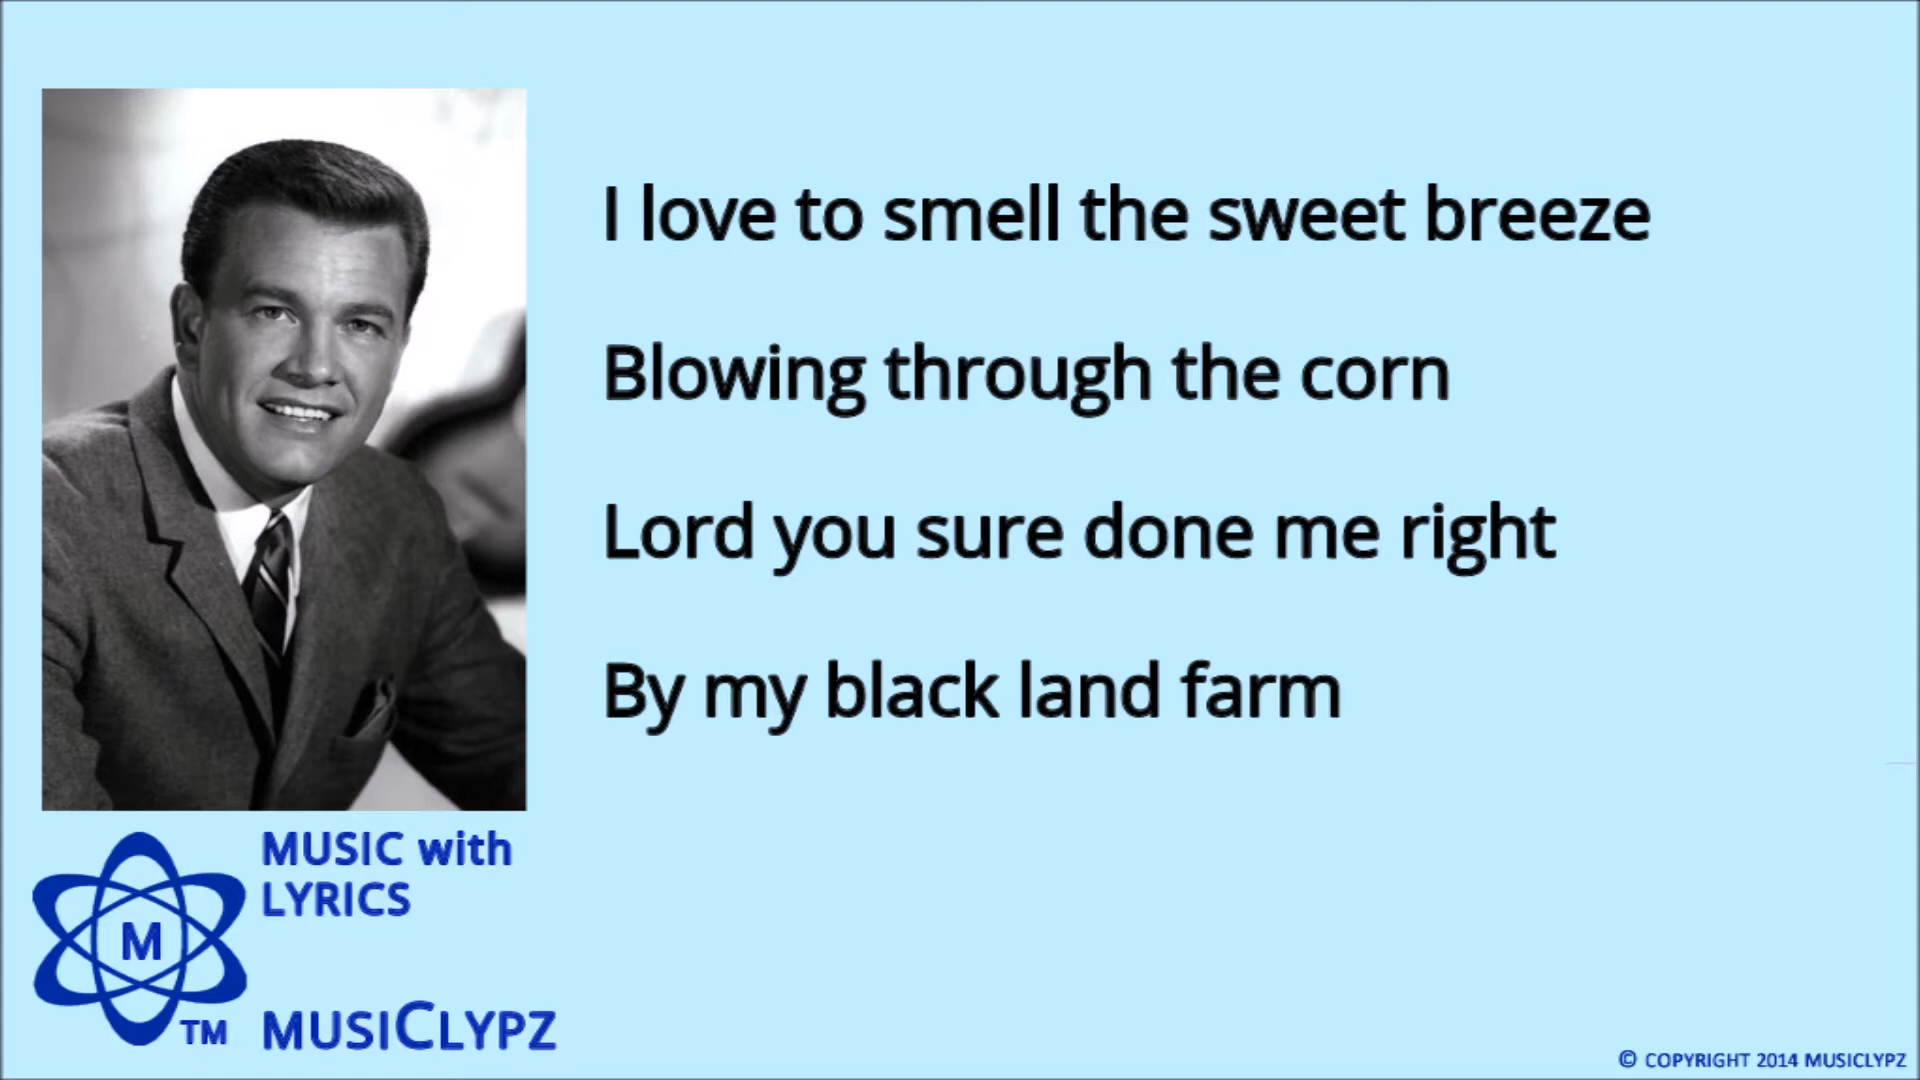 I love to smell the sweet breeze
Blowing through the corn
Lord you sure done me right
By my black land farm
MUSIC with
LYRICS
M
TM
MUSICLYPZ
© COPYRIGHT 2014 MUSICLYPZ